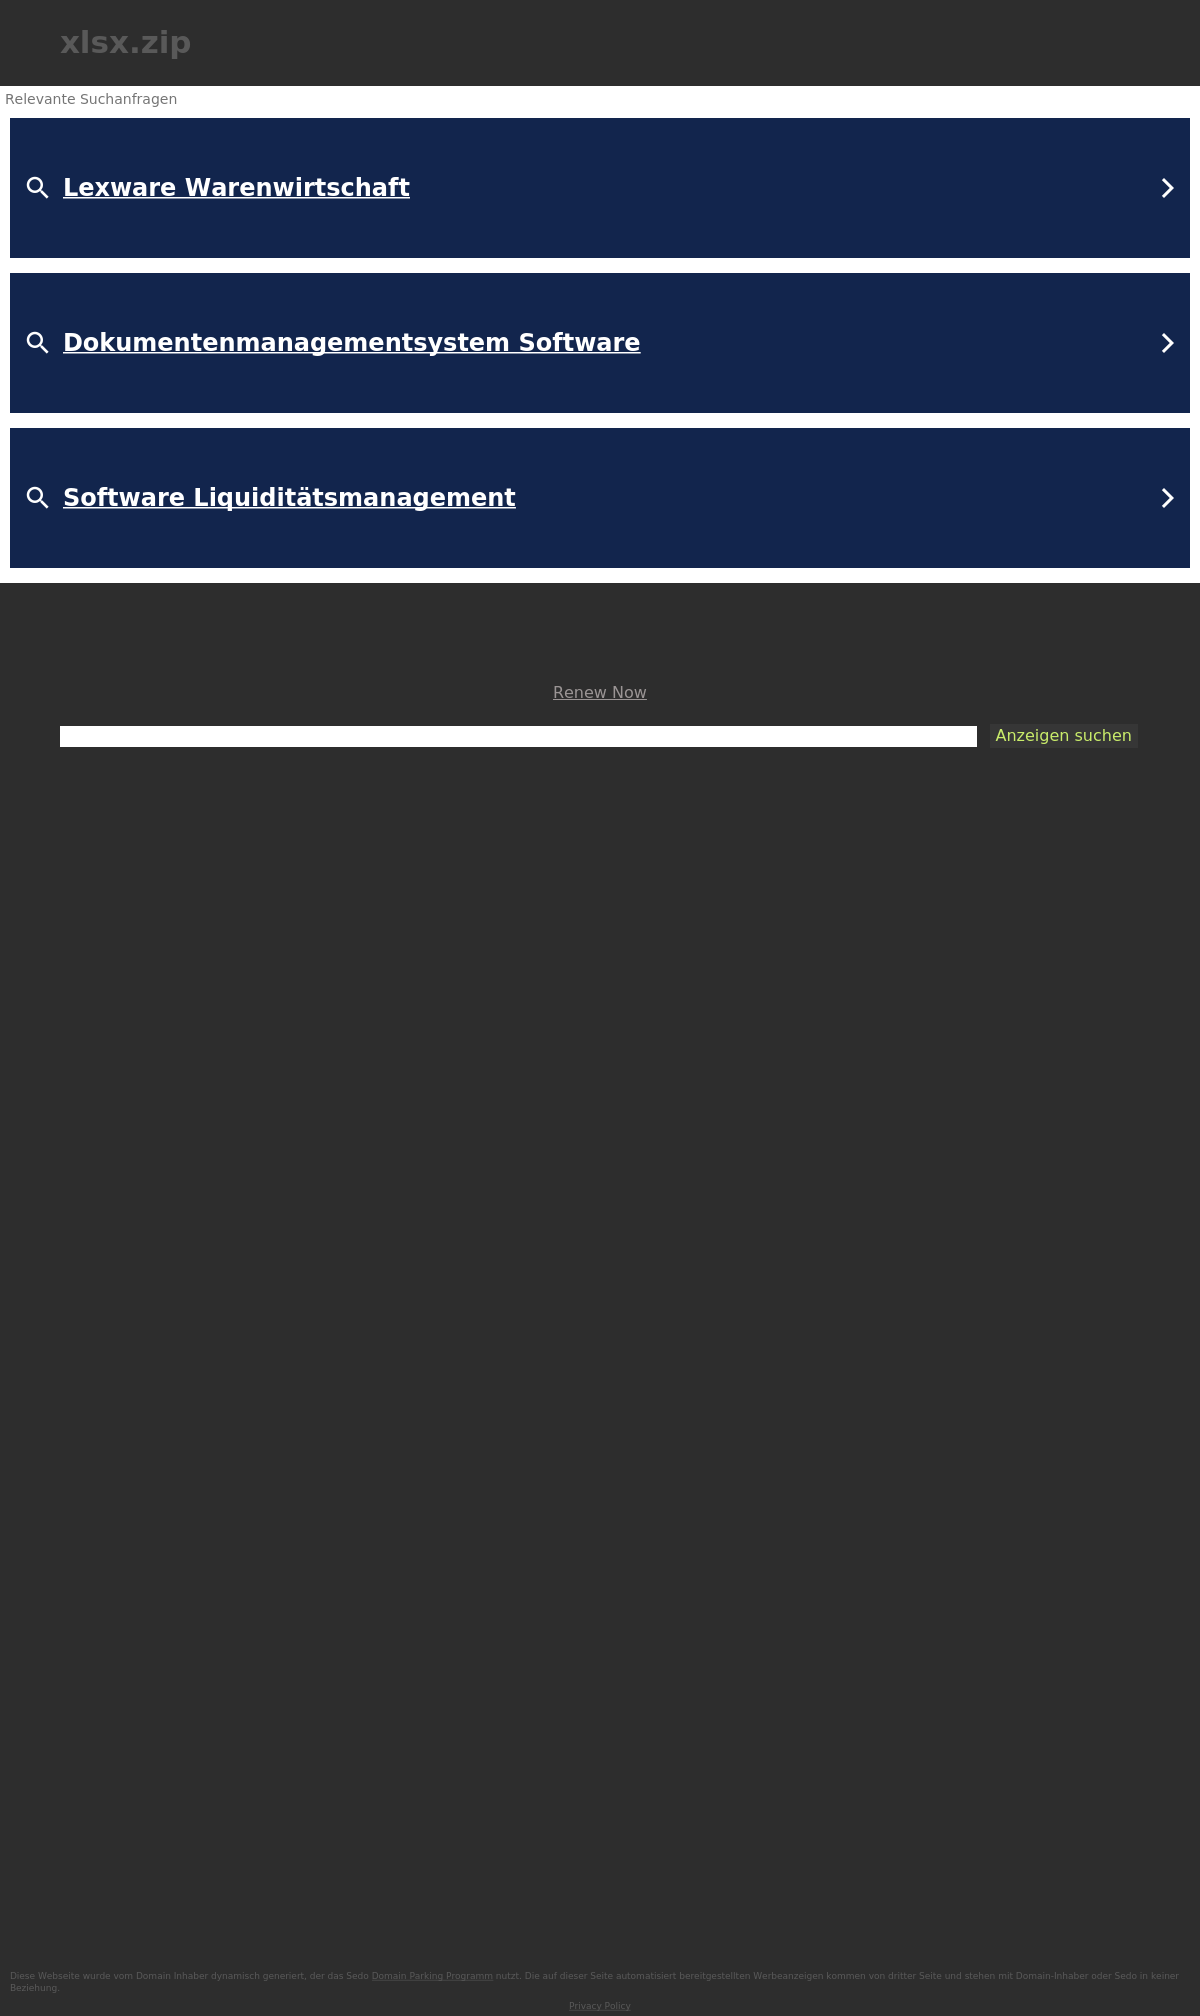 xlsx.zip
Relevante Suchanfragen
Lexware Warenwirtschaft
Dokumentenmanagementsystem Software
Software Liquiditätsmanagement
Renew Now
Anzeigen suchen
Diese Webseite wurde vom Domain Inhaber dynamisch generiert, der das Sedo Domain Parking Programm nutzt. Die auf dieser Seite automatisiert bereitgestellten Werbeanzeigen kommen von dritter Seite und stehen mit Domain-Inhaber oder Sedo in keiner
Beziehung.
Privacy Policy